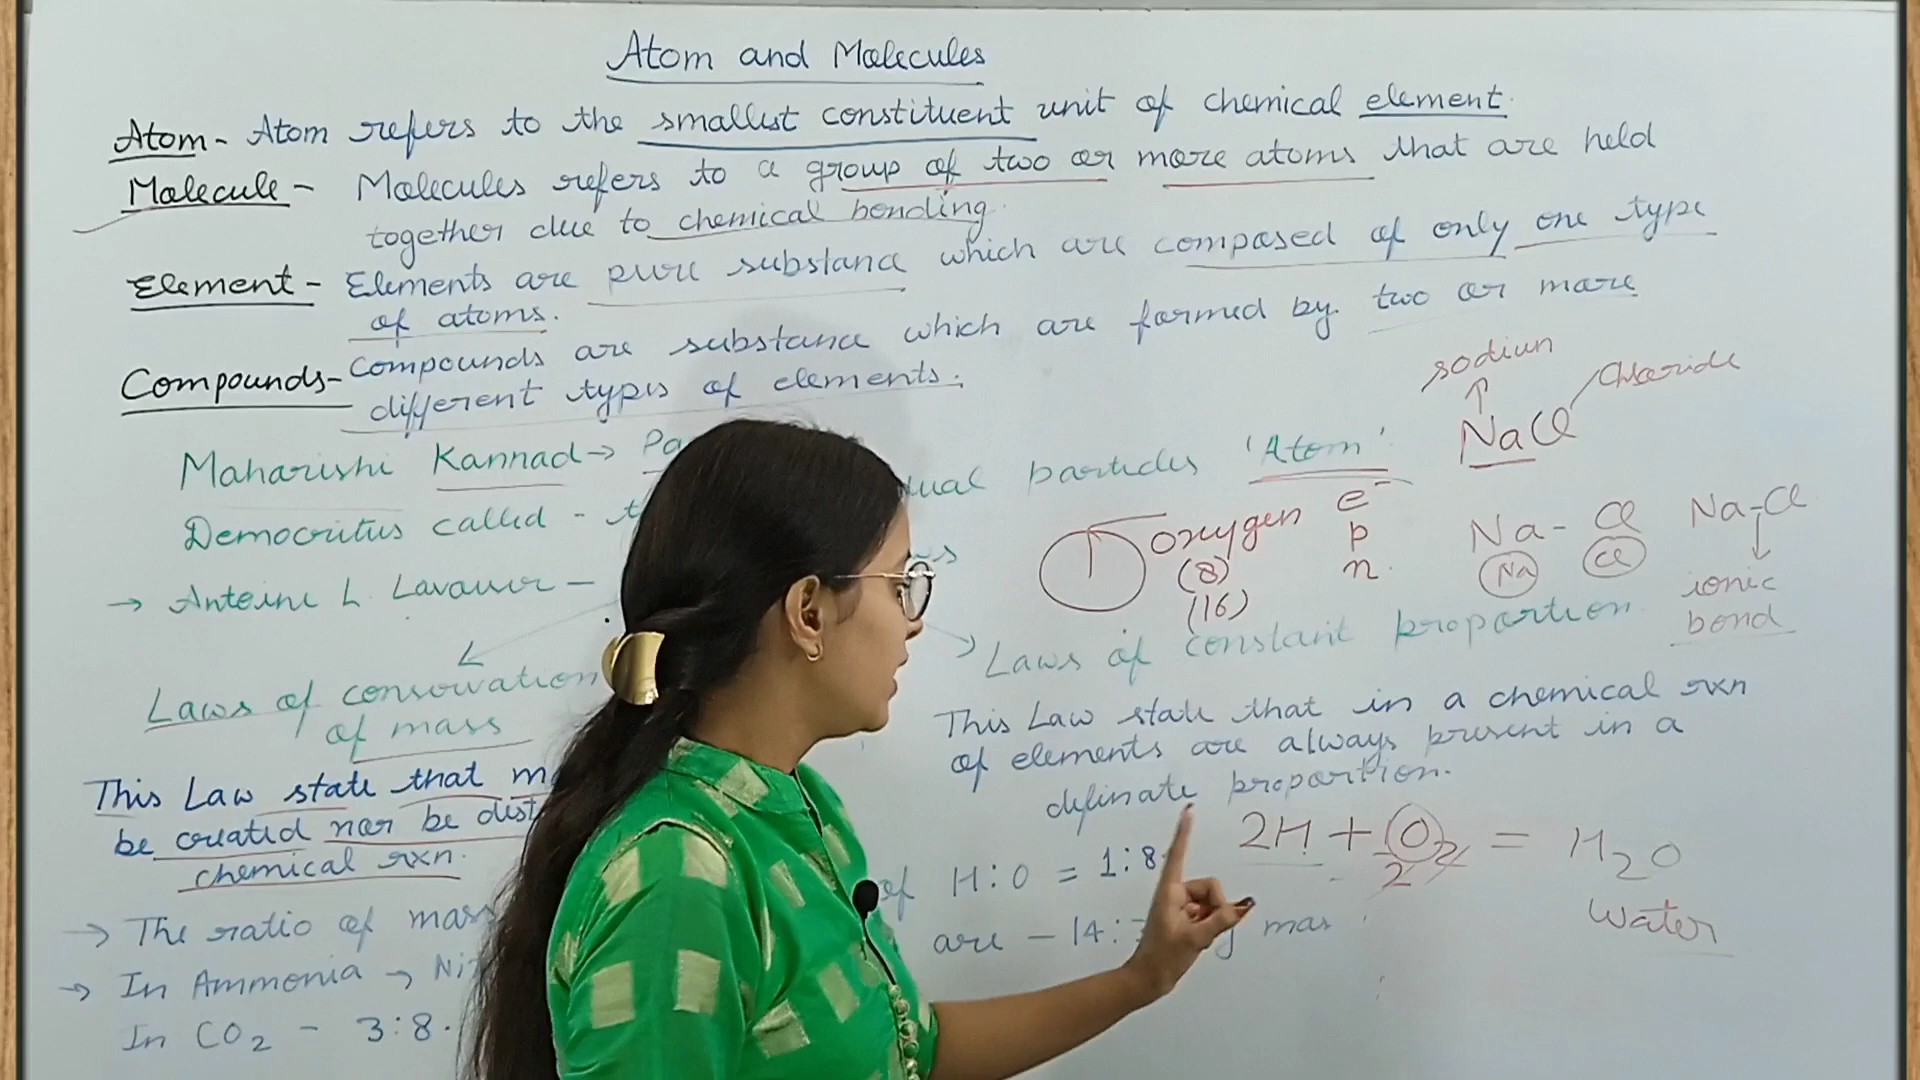 Atom and Molecules
Atom - Atom refers to the smallest constituent unit of chemical element.
Molecule - Molecules refers to a group of two or more atoms that are held
together due to chemical bonding.
Element - Elements are pure substance which are composed of only one type
of atoms.
Compounds - Compounds are substance which are formed by two or more
different types of elements.
sodium
Chloride
NaCl
Maharishi Kannad → particles 'Atom'
Democritus called -
oxygen
(8)
(16)
e-
p
n
Na - Cl
Na Cl
Na-Cl
ionic
bond
→ Antoine L.
Laws of conservation
of mass
Laws of constant proportion
This Law state that
be created nor be
chemical rxn.
This Law state that in a chemical rxn
of elements are always present in a
definate proportion.
2H + O2 = H2O
2
water
→ The ratio of mass of H:O = 1:8
→ In Ammonia → are - 14: mas
In CO2 - 3:8.